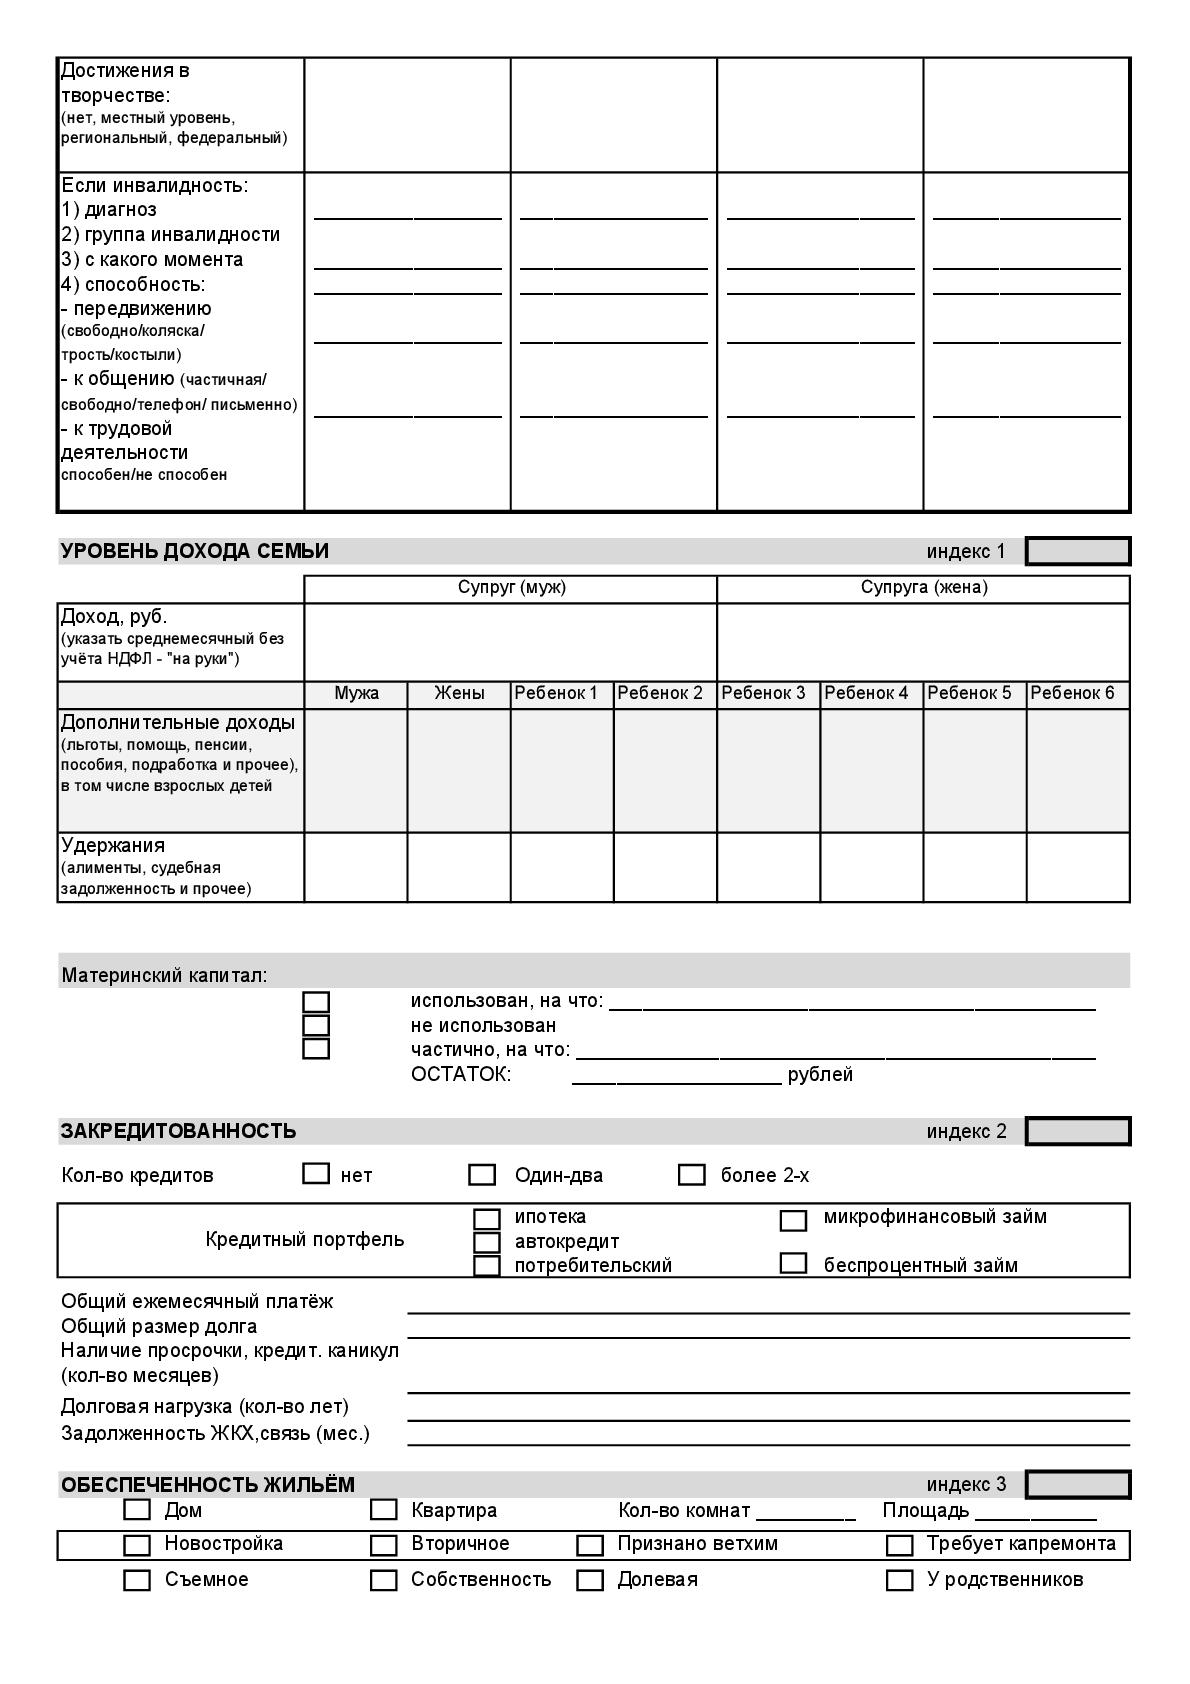 Достижения в
творчестве:
(нет, местный уровень,
региональный, федеральный)
Если инвалидность:
1) диагноз
2) группа инвалидности
3) с какого момента
4) способность:
- передвижению
(свободно/коляска/
трость/костыли)
- к общению (частичная/
свободно/телефон/ письменно)
- к трудовой
деятельности
способен/не способен
УРОВЕНЬ ДОХОДА СЕМЬИ индекс 1
Супруг (муж) Супруга (жена)
Доход, руб.
(указать среднемесячный без
учёта НДФЛ - "на руки")
Мужа Жены Ребенок 1 Ребенок 2 Ребенок 3 Ребенок 4 Ребенок 5 Ребенок 6
Дополнительные доходы
(льготы, помощь, пенсии,
пособия, подработка и прочее),
в том числе взрослых детей
Удержания
(алименты, судебная
задолженность и прочее)
Материнский капитал:
использован, на что:
не использован
частично, на что:
ОСТАТОК: рублей
ЗАКРЕДИТОВАННОСТЬ индекс 2
Кол-во кредитов нет Один-два более 2-х
ипотека микрофинансовый займ
Кредитный портфель автокредит
потребительский беспроцентный займ
Общий ежемесячный платёж
Общий размер долга
Наличие просрочки, кредит. каникул
(кол-во месяцев)
Долговая нагрузка (кол-во лет)
Задолженность ЖКХ,связь (мес.)
ОБЕСПЕЧЕННОСТЬ ЖИЛЬЁМ индекс 3
Дом Квартира Кол-во комнат Площадь
Новостройка Вторичное Признано ветхим Требует капремонта
Съемное Собственность Долевая У родственников